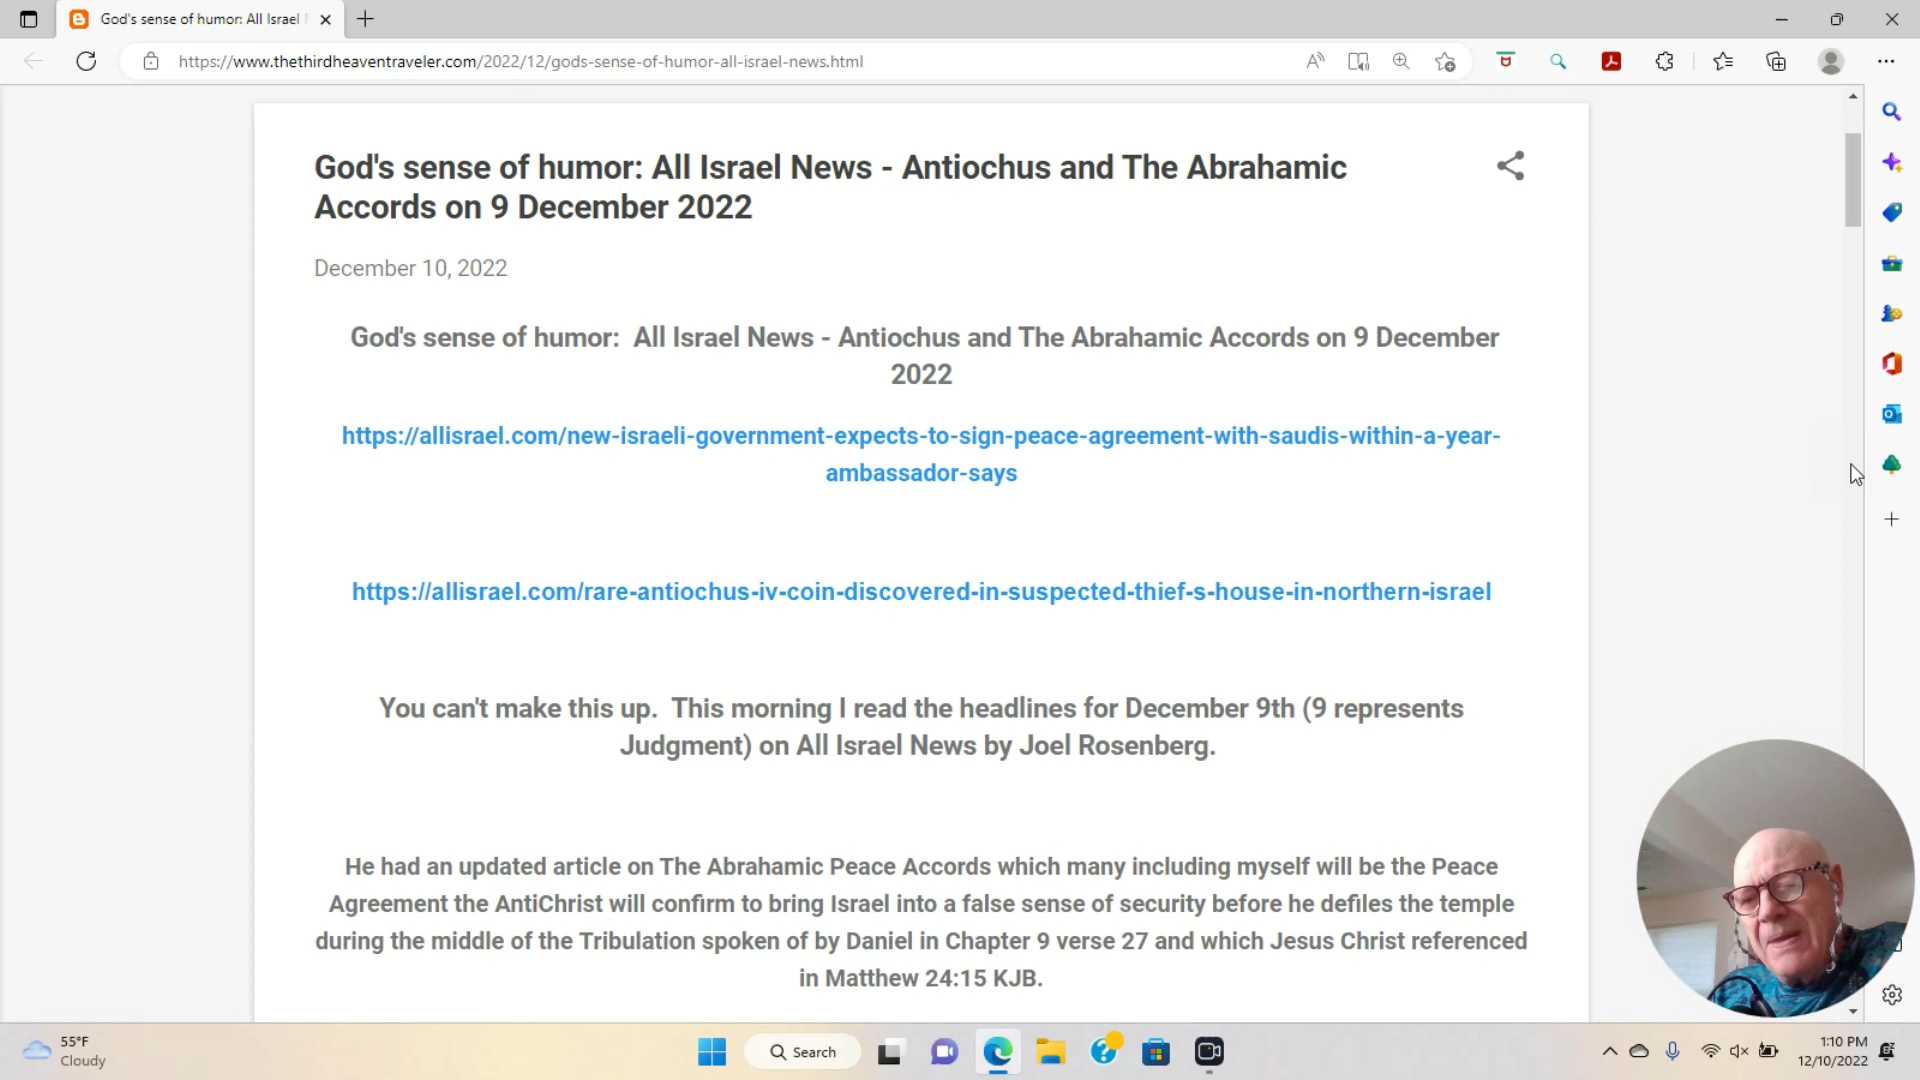 God's sense of humor: All Israel
https://www.thethirdheaventraveler.com/2022/12/gods-sense-of-humor-all-israel-news.html
God's sense of humor: All Israel News - Antiochus and The Abrahamic
Accords on 9 December 2022
December 10, 2022
God's sense of humor:  All Israel News - Antiochus and The Abrahamic Accords on 9 December
2022
https://allisrael.com/new-israeli-government-expects-to-sign-peace-agreement-with-saudis-within-a-year-
ambassador-says
https://allisrael.com/rare-antiochus-iv-coin-discovered-in-suspected-thief-s-house-in-northern-israel
You can't make this up.  This morning I read the headlines for December 9th (9 represents
Judgment) on All Israel News by Joel Rosenberg.
He had an updated article on The Abrahamic Peace Accords which many including myself will be the Peace
Agreement the AntiChrist will confirm to bring Israel into a false sense of security before he defiles the temple
during the middle of the Tribulation spoken of by Daniel in Chapter 9 verse 27 and which Jesus Christ referenced
in Matthew 24:15 KJB.
55°F
Cloudy
Search
1:10 PM
12/10/2022